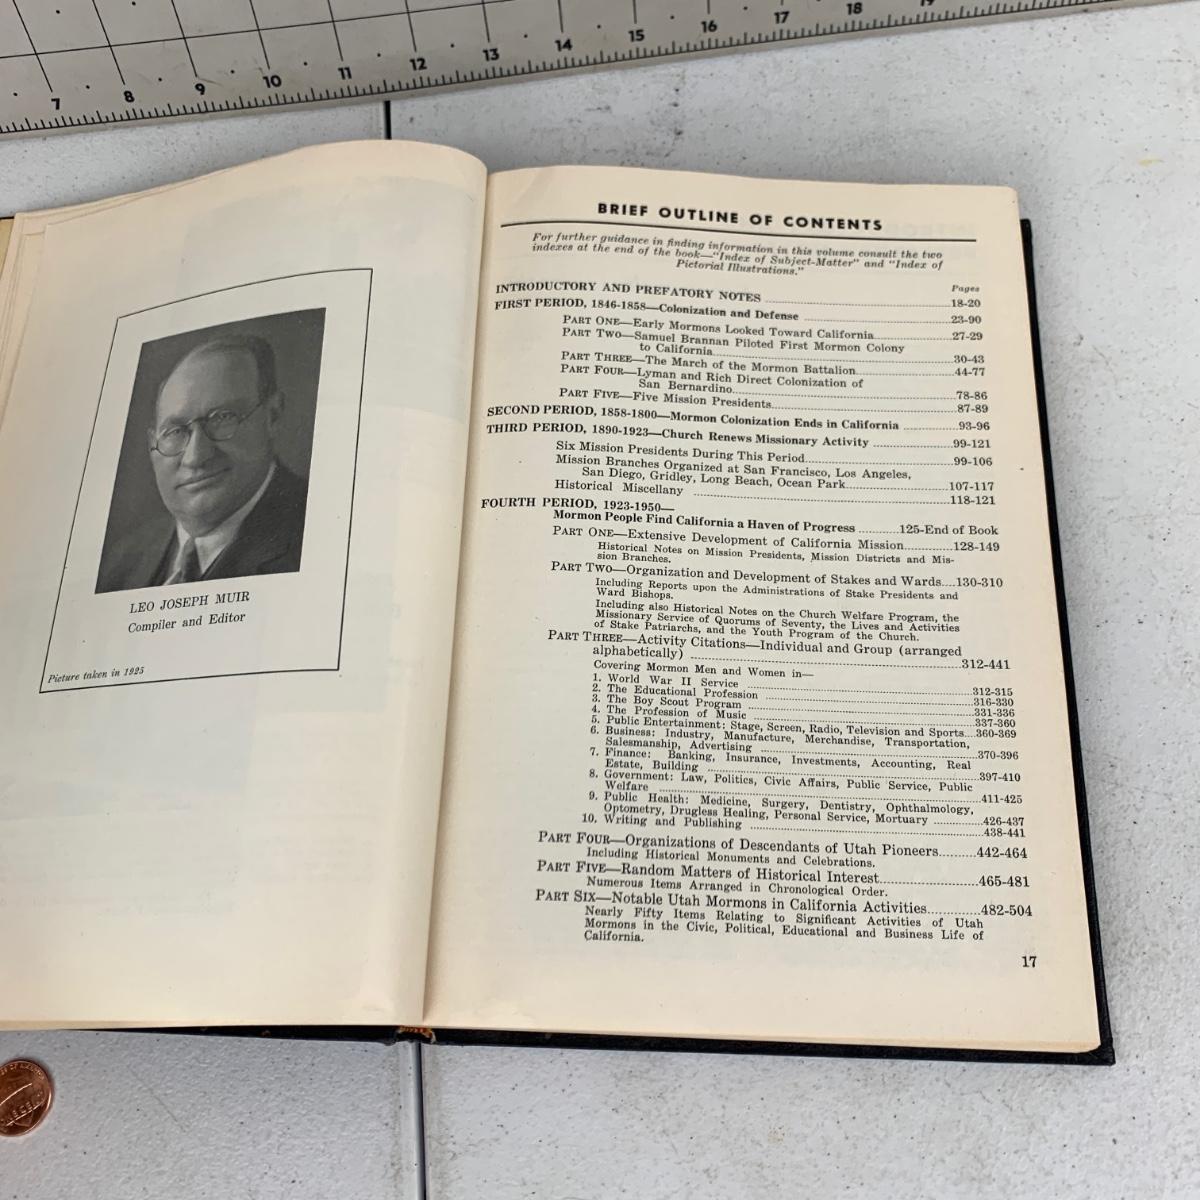 7 8 9 10 11 12 13 14 15 16 17 18 19
LEO JOSEPH MUIR
Compiler and Editor
Picture taken in 1925
BRIEF OUTLINE OF CONTENTS
For further guidance in finding information in this volume consult the two
indexes at the end of the book—"Index of Subject-Matter" and "Index of
Pictorial Illustrations."
Pages
INTRODUCTORY AND PREFATORY NOTES ........ 18-20
FIRST PERIOD, 1846-1858—Colonization and Defense ........ 23-90
PART ONE—Early Mormons Looked Toward California ........ 27-29
PART TWO—Samuel Brannan Piloted First Mormon Colony
to California ........ 30-43
PART THREE—The March of the Mormon Battalion ........ 44-77
PART FOUR—Lyman and Rich Direct Colonization of
San Bernardino ........ 78-86
PART FIVE—Five Mission Presidents ........ 87-89
SECOND PERIOD, 1858-1800—Mormon Colonization Ends in California ........ 93-96
THIRD PERIOD, 1890-1923—Church Renews Missionary Activity ........ 99-121
Six Mission Presidents During This Period ........ 99-106
Mission Branches Organized at San Francisco, Los Angeles,
San Diego, Gridley, Long Beach, Ocean Park ........ 107-117
Historical Miscellany ........ 118-121
FOURTH PERIOD, 1923-1950—
Mormon People Find California a Haven of Progress ........ 125-End of Book
PART ONE—Extensive Development of California Mission ........ 128-149
Historical Notes on Mission Presidents, Mission Districts and Mis-
sion Branches.
PART TWO—Organization and Development of Stakes and Wards.... 130-310
Including Reports upon the Administrations of Stake Presidents and
Ward Bishops.
Including also Historical Notes on the Church Welfare Program, the
Missionary Service of Quorums of Seventy, the Lives and Activities
of Stake Patriarchs, and the Youth Program of the Church.
PART THREE—Activity Citations—Individual and Group (arranged
alphabetically) ........ 312-441
Covering Mormon Men and Women in—
1. World War II Service ........ 312-315
2. The Educational Profession ........ 316-330
3. The Boy Scout Program ........ 331-336
4. The Profession of Music ........ 337-360
5. Public Entertainment: Stage, Screen, Radio, Television and Sports.... 360-369
6. Business: Industry, Manufacture, Merchandise, Transportation,
Salesmanship, Advertising ........ 370-396
7. Finance: Banking, Insurance, Investments, Accounting, Real
Estate, Building ........ 397-410
8. Government: Law, Politics, Civic Affairs, Public Service, Public
Welfare ........ 411-425
9. Public Health: Medicine, Surgery, Dentistry, Ophthalmology,
Optometry, Drugless Healing, Personal Service, Mortuary ........ 426-437
10. Writing and Publishing ........ 438-441
PART FOUR—Organizations of Descendants of Utah Pioneers ........ 442-464
Including Historical Monuments and Celebrations.
PART FIVE—Random Matters of Historical Interest ........ 465-481
Numerous Items Arranged in Chronological Order.
PART SIX—Notable Utah Mormons in California Activities ........ 482-504
Nearly Fifty Items Relating to Significant Activities of Utah
Mormons in the Civic, Political, Educational and Business Life of
California.
17